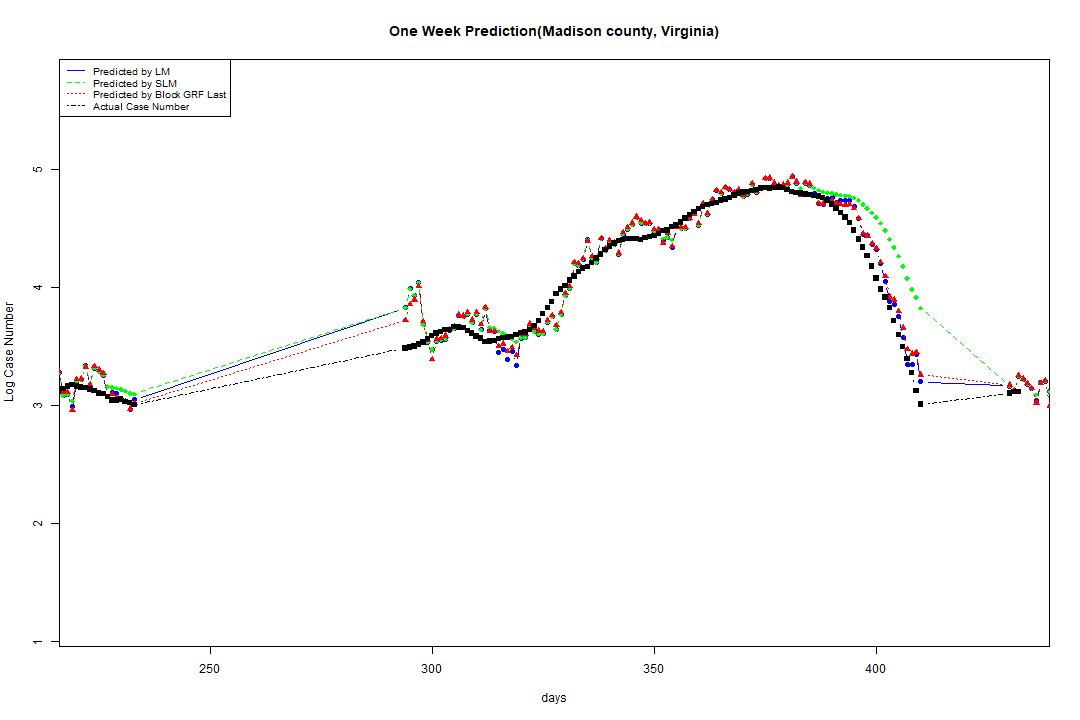 One Week Prediction(Madison county, Virginia)
Predicted by LM
Predicted by SLM
Predicted by Block GRF Last
Actual Case Number
5
4
3
2
1
Log Case Number
250
300
350
400
days